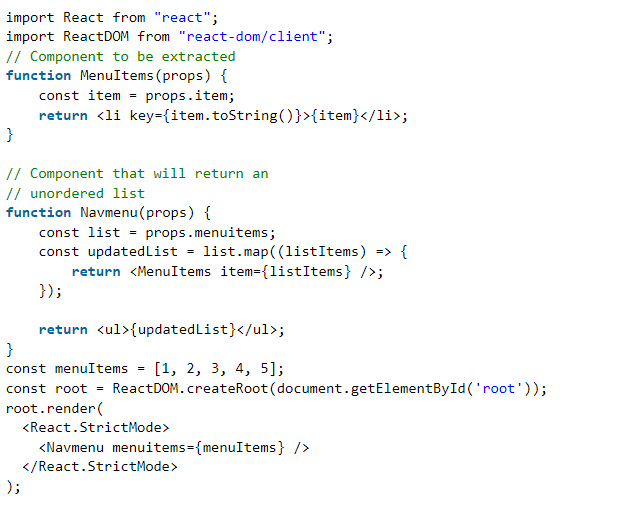 import React from "react";
import ReactDOM from "react-dom/client";
// Component to be extracted
function MenuItems(props) {
    const item = props.item;
    return <li key={item.toString()}>{item}</li>;
}

// Component that will return an
// unordered list
function Navmenu(props) {
    const list = props.menuitems;
    const updatedList = list.map((listItems) => {
        return <MenuItems item={listItems} />;
    });

    return <ul>{updatedList}</ul>;
}
const menuItems = [1, 2, 3, 4, 5];
const root = ReactDOM.createRoot(document.getElementById('root'));
root.render(
  <React.StrictMode>
    <Navmenu menuitems={menuItems} />
  </React.StrictMode>
);